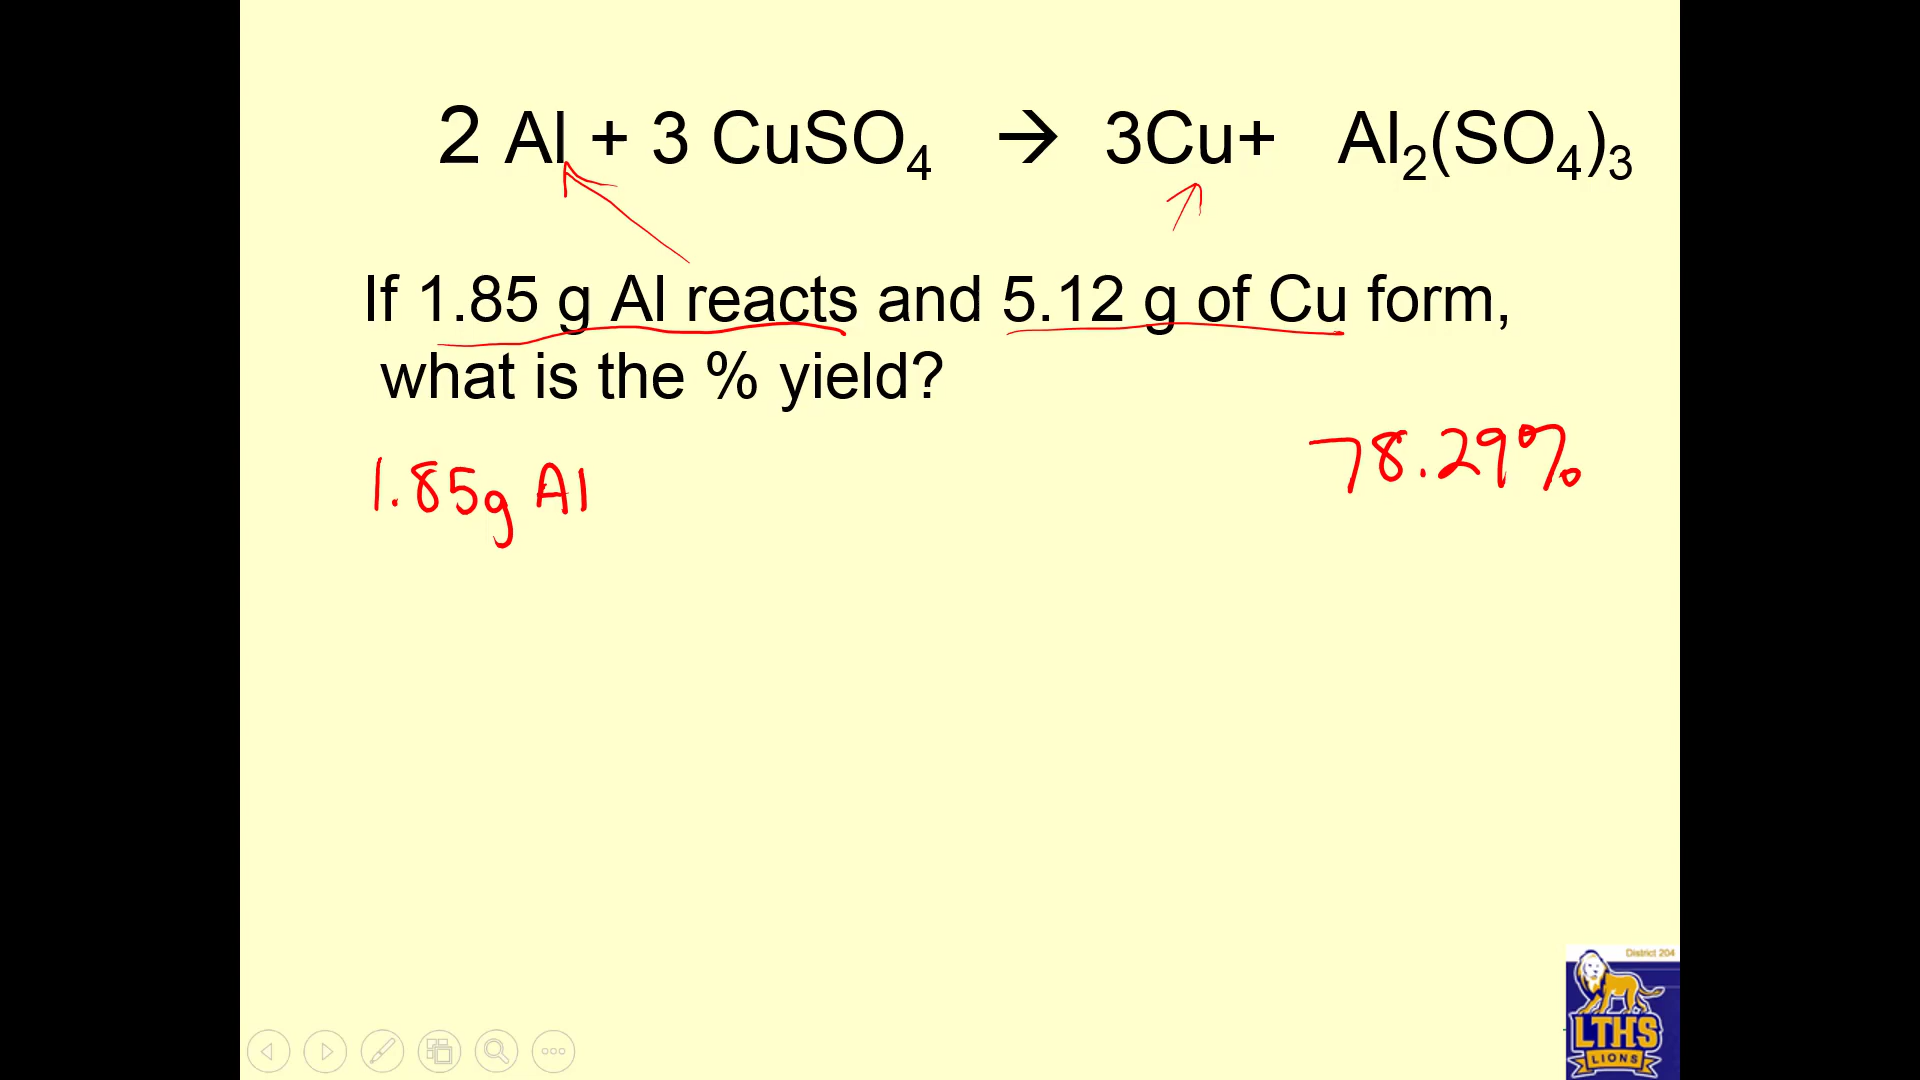 2 Al + 3 CuSO₄ → 3Cu+ Al₂(SO₄)₃
If 1.85 g Al reacts and 5.12 g of Cu form,
what is the % yield?
78.29%
1.85g Al
District 204
LTHS
LIONS